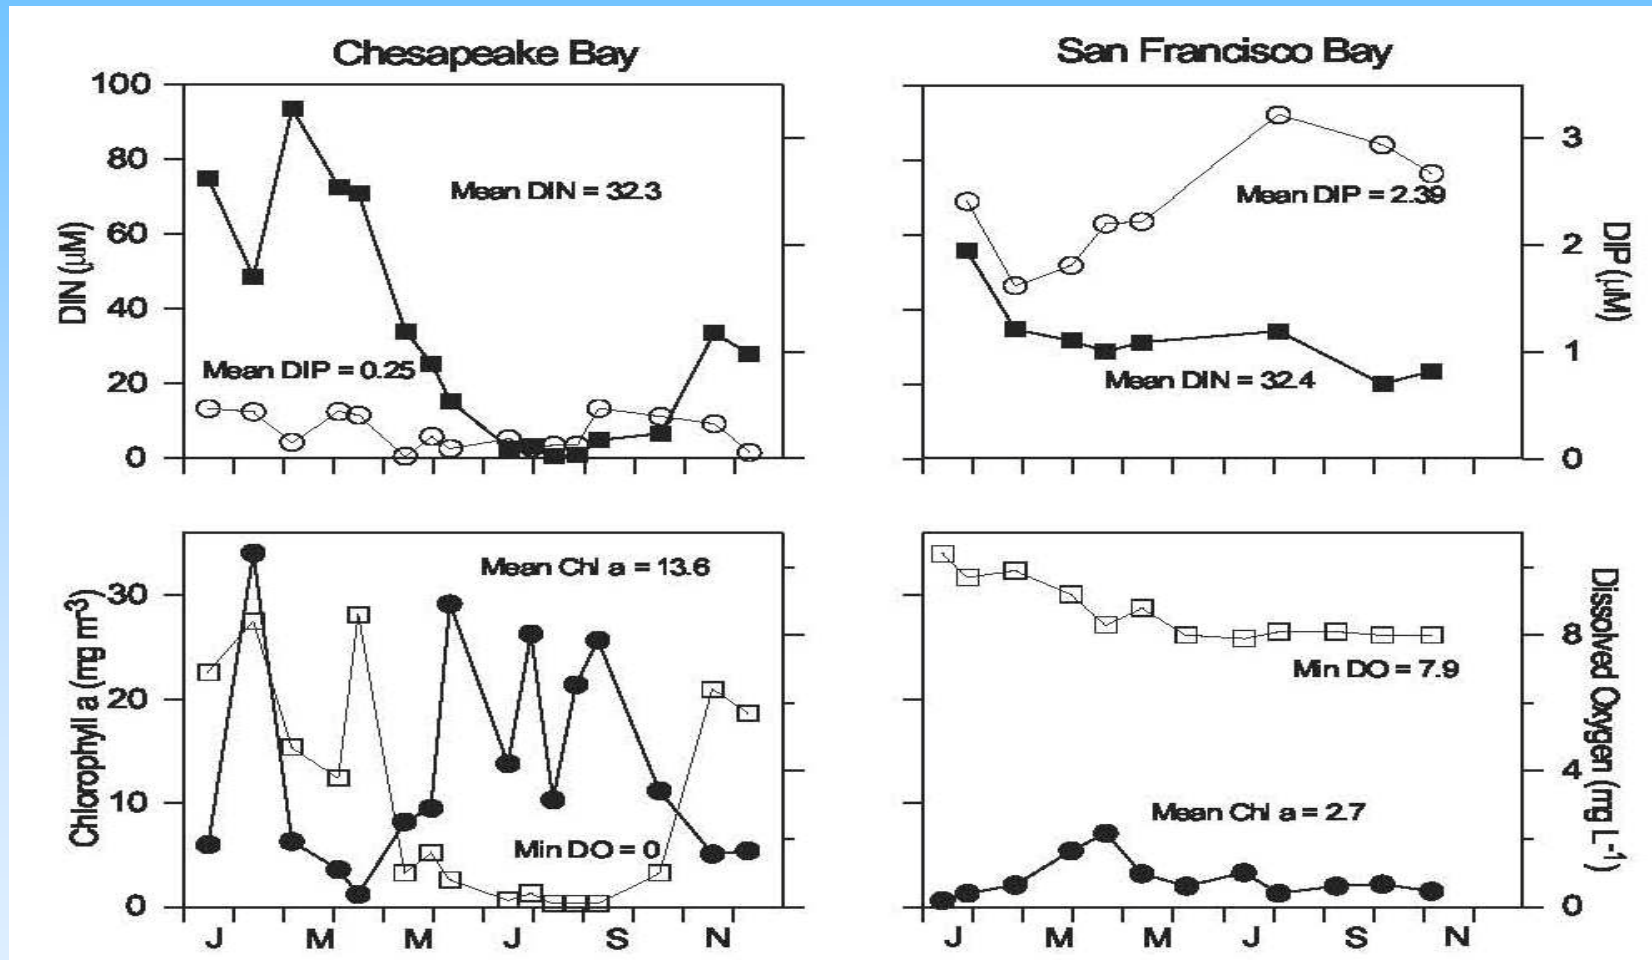 Chesapeake Bay
San Francisco Bay
100
80
60
40
20
0
DIN (µM)
Mean DIN = 32.3
Mean DIP = 0.25
Mean DIP = 2.39
Mean DIN = 32.4
3
2
1
0
DIP (µM)
30
20
10
0
Chlorophyll a (mg m⁻³)
Mean Chl a = 13.6
Min DO = 0
Min DO = 7.9
Mean Chl a = 2.7
8
4
0
Dissolved Oxygen (mg L⁻¹)
J M M J S N
J M M J S N